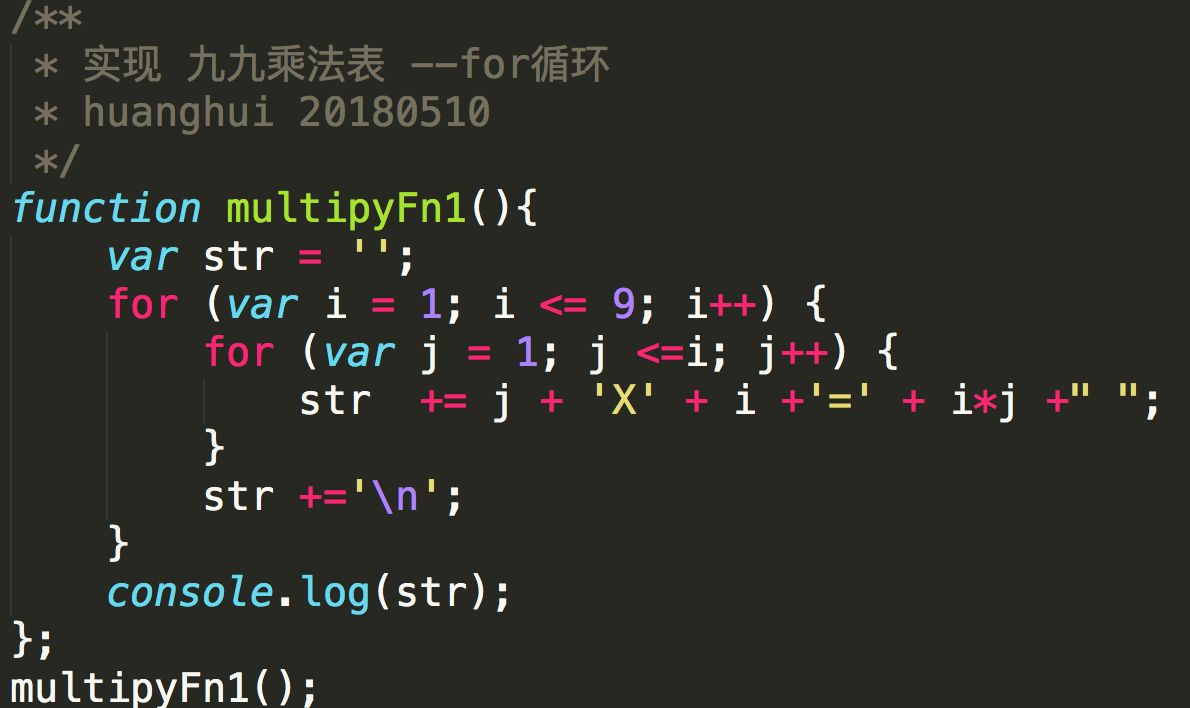 /**
 * 实现 九九乘法表 --for循环
 * huanghui 20180510
 */
function multipyFn1(){
    var str = '';
    for (var i = 1; i <= 9; i++) {
        for (var j = 1; j <=i; j++) {
            str  += j + 'X' + i +'=' + i*j +" ";
        }
        str +='\n';
    }
    console.log(str);
};
multipyFn1();